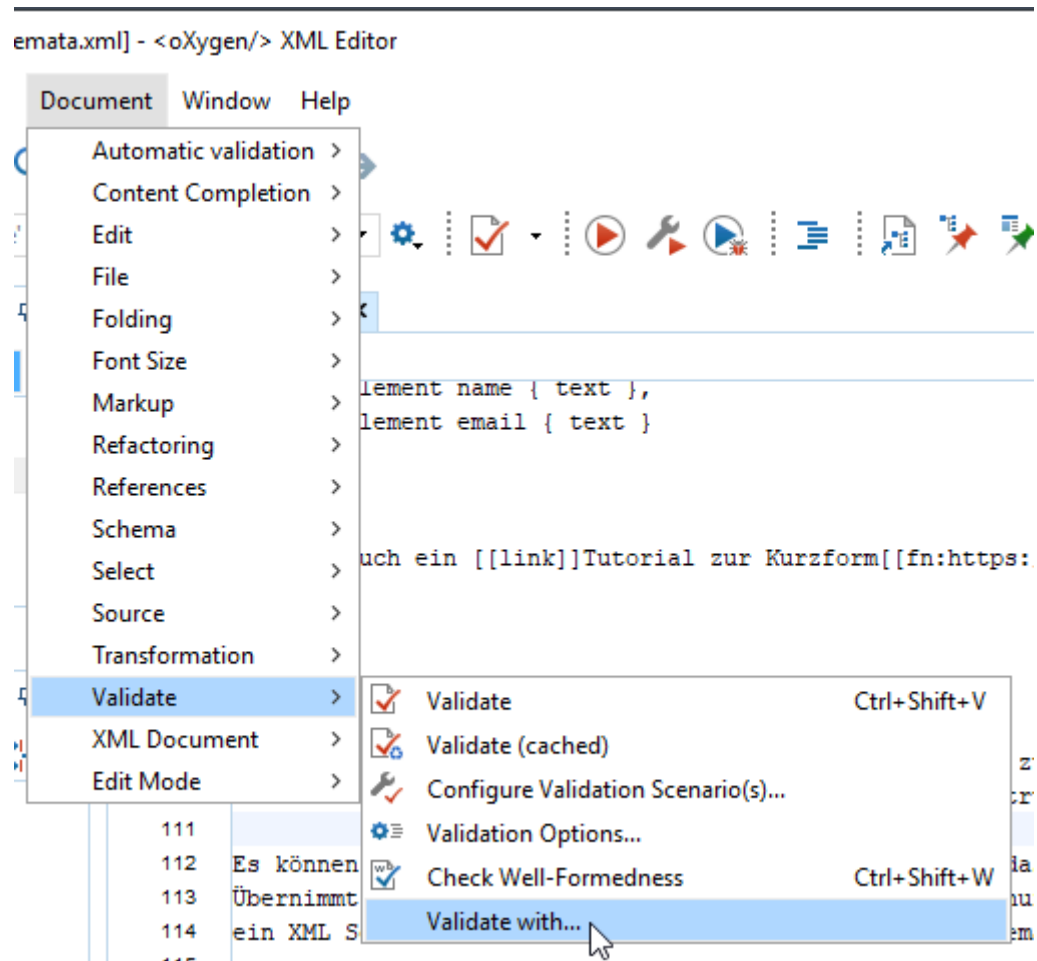 emata.xml] - <oXygen/> XML Editor
Document Window Help
Automatic validation >
Content Completion >
Edit >
File >
Folding >
Font Size >
Markup >
Refactoring >
References >
Schema >
Select >
Source >
Transformation >
Validate >
XML Document >
Edit Mode >
lement name { text },
lement email { text }
uch ein [[link]]Tutorial zur Kurzform[[fn:https:
Validate Ctrl+Shift+V
Validate (cached)
Configure Validation Scenario(s)...
Validation Options...
Check Well-Formedness Ctrl+Shift+W
Validate with...
111
112 Es können
113 Übernimmt
114 ein XML S